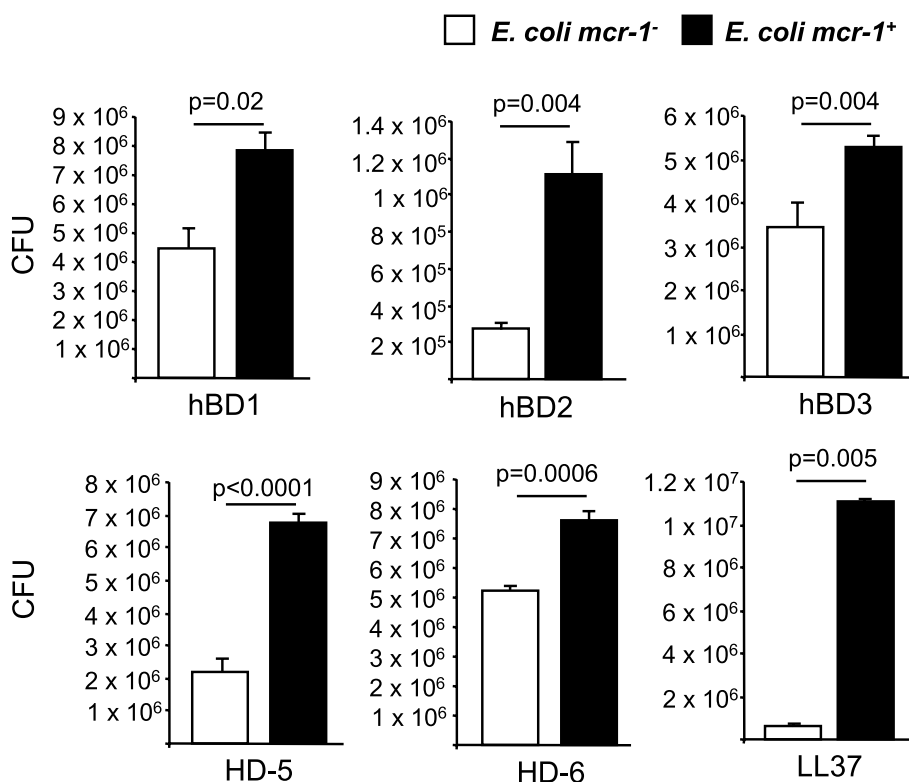 E. coli mcr-1⁻ E. coli mcr-1⁺
p=0.02
9 x 10⁶
8 x 10⁶
7 x 10⁶
6 x 10⁶
5 x 10⁶
4 x 10⁶
3 x 10⁶
2 x 10⁶
1 x 10⁶
CFU
hBD1
p=0.004
1.4 x 10⁶
1.2 x 10⁶
1 x 10⁶
8 x 10⁵
6 x 10⁵
4 x 10⁵
2 x 10⁵
hBD2
p=0.004
6 x 10⁶
5 x 10⁶
4 x 10⁶
3 x 10⁶
2 x 10⁶
1 x 10⁶
hBD3
p<0.0001
8 x 10⁶
7 x 10⁶
6 x 10⁶
5 x 10⁶
4 x 10⁶
3 x 10⁶
2 x 10⁶
1 x 10⁶
CFU
HD-5
p=0.0006
9 x 10⁶
8 x 10⁶
7 x 10⁶
6 x 10⁶
5 x 10⁶
4 x 10⁶
3 x 10⁶
2 x 10⁶
1 x 10⁶
HD-6
p=0.005
1.2 x 10⁷
1 x 10⁷
8 x 10⁶
6 x 10⁶
4 x 10⁶
2 x 10⁶
LL37